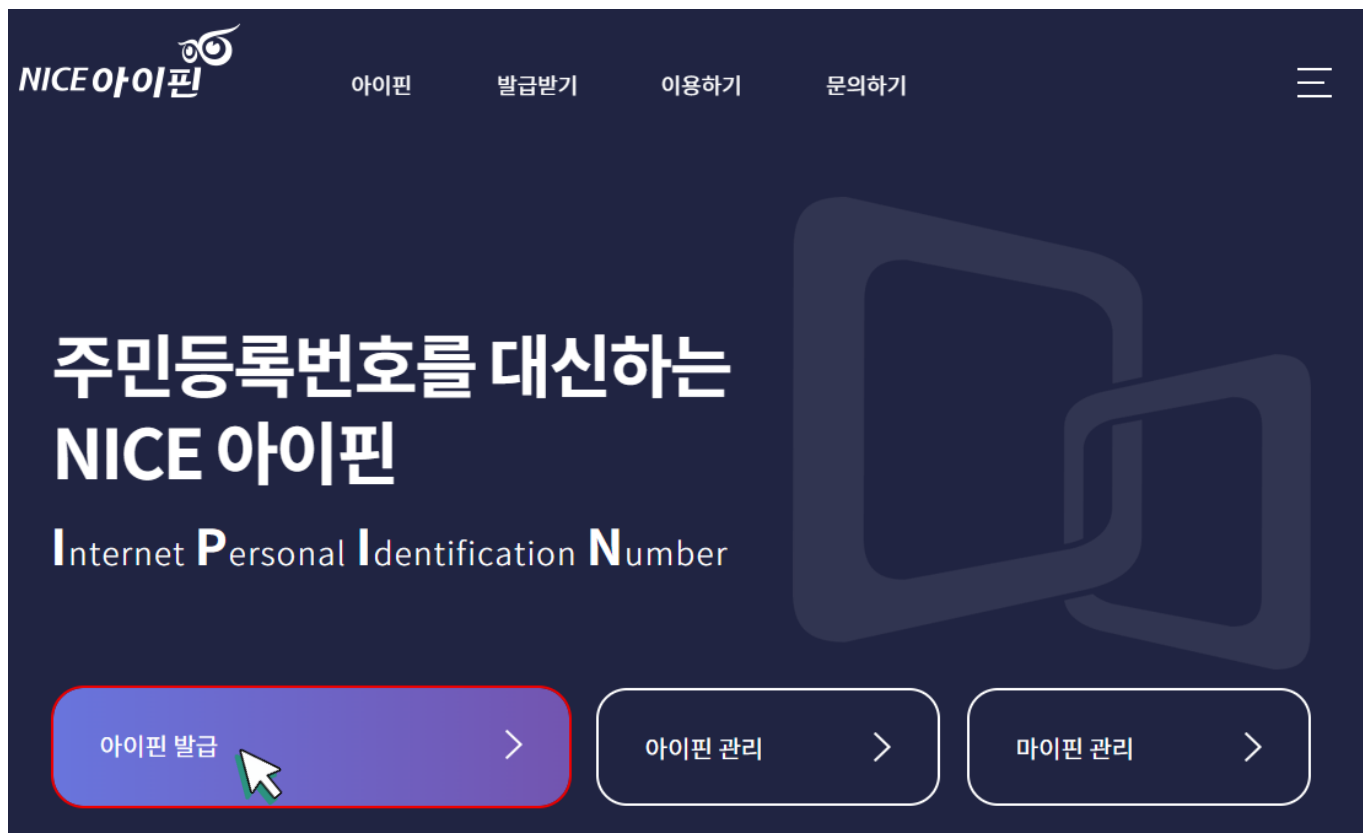 NICE 아이핀
아이핀 발급받기 이용하기 문의하기
주민등록번호를 대신하는
NICE 아이핀
Internet Personal Identification Number
아이핀 발급
아이핀 관리
마이핀 관리